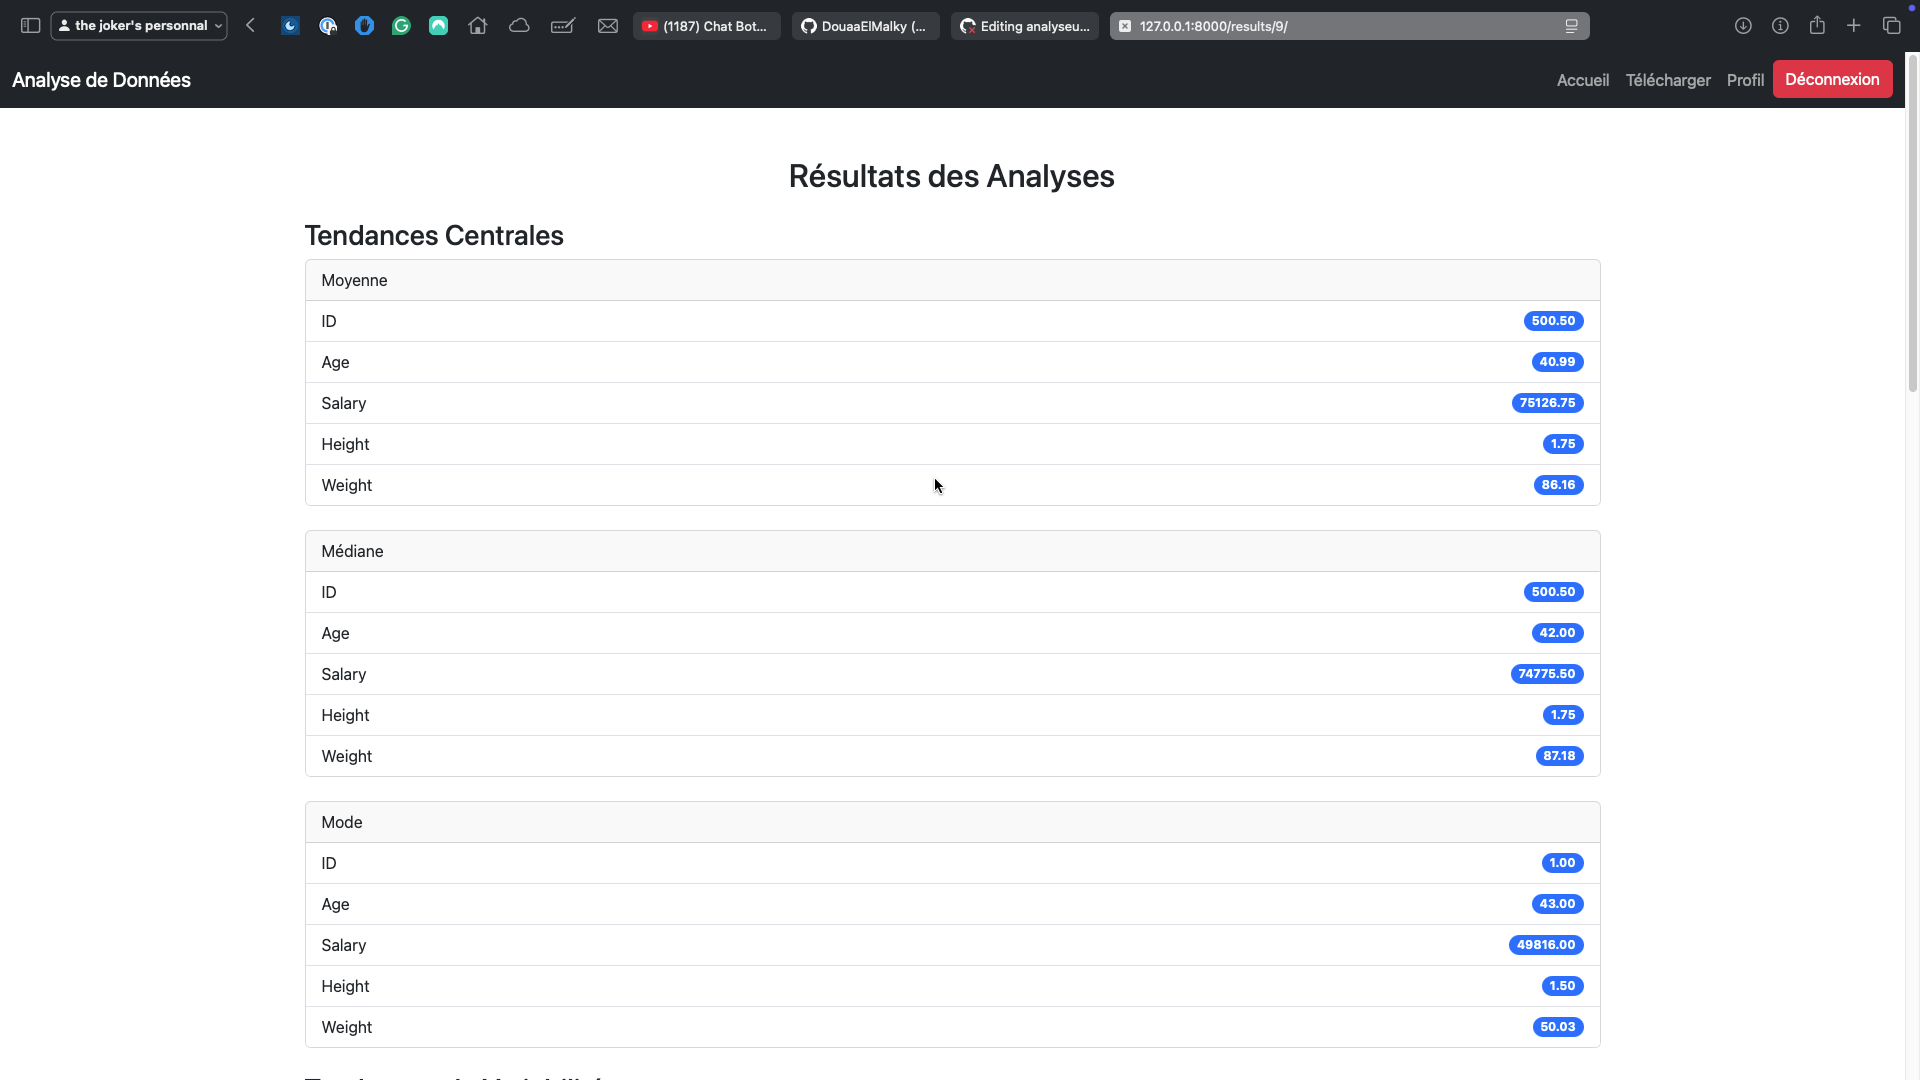 the joker's personnal
(1187) Chat Bot...
DouaaElMalky (...
Editing analyseu...
127.0.0.1:8000/results/9/
Analyse de Données
Accueil
Télécharger
Profil
Déconnexion
Résultats des Analyses
Tendances Centrales
Moyenne
ID 500.50
Age 40.99
Salary 75126.75
Height 1.75
Weight 86.16
Médiane
ID 500.50
Age 42.00
Salary 74775.50
Height 1.75
Weight 87.18
Mode
ID 1.00
Age 43.00
Salary 49816.00
Height 1.50
Weight 50.03